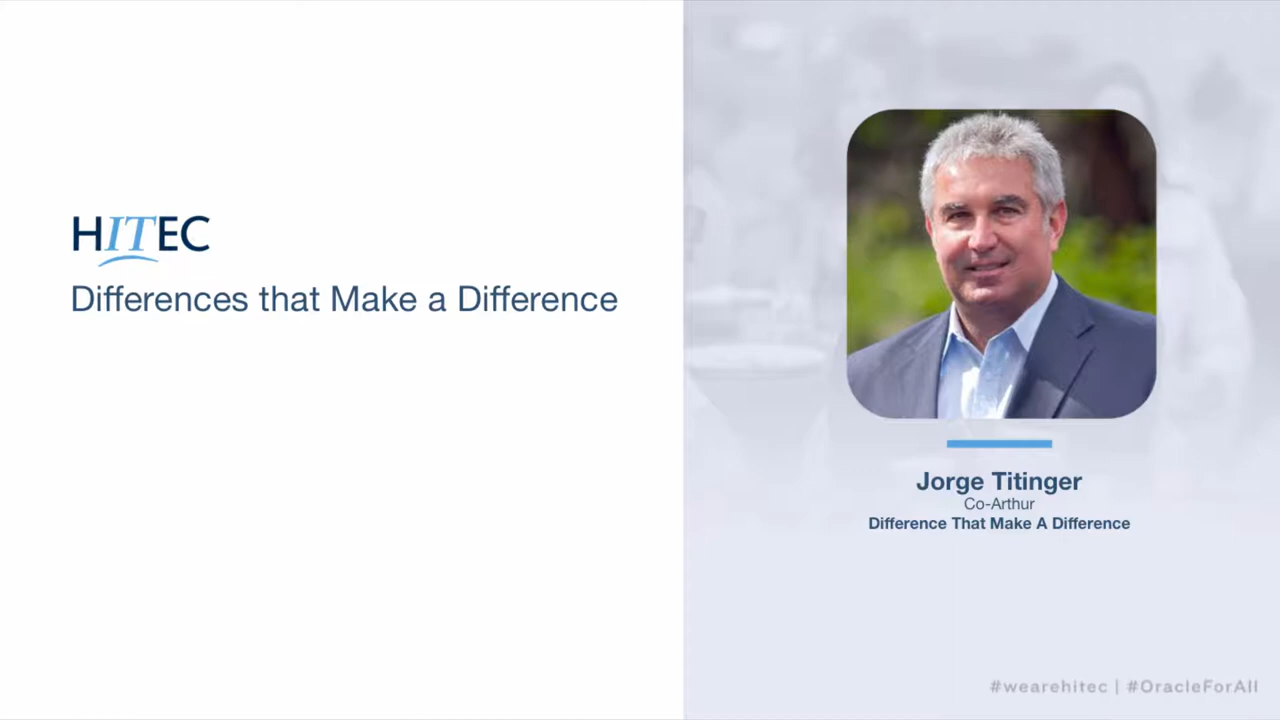 HITEC
Differences that Make a Difference
Jorge Titinger
Co-Arthur
Difference That Make A Difference
#wearehitec | #OracleForAll